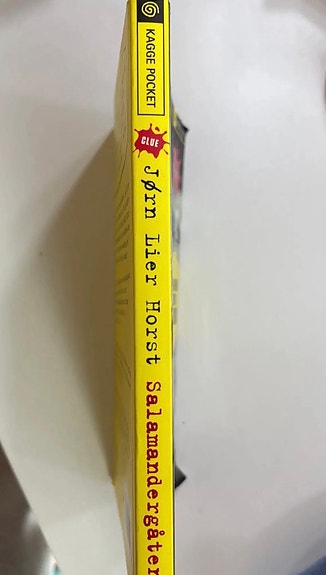 KAGGE POCKET
CLUE
Jørn Lier Horst Salamandergåten